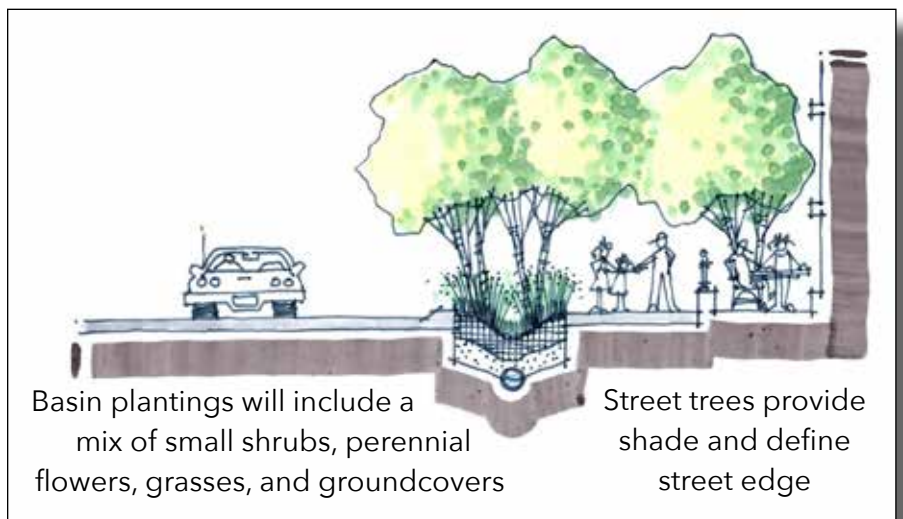 Basin plantings will include a
mix of small shrubs, perennial
flowers, grasses, and groundcovers
Street trees provide
shade and define
street edge